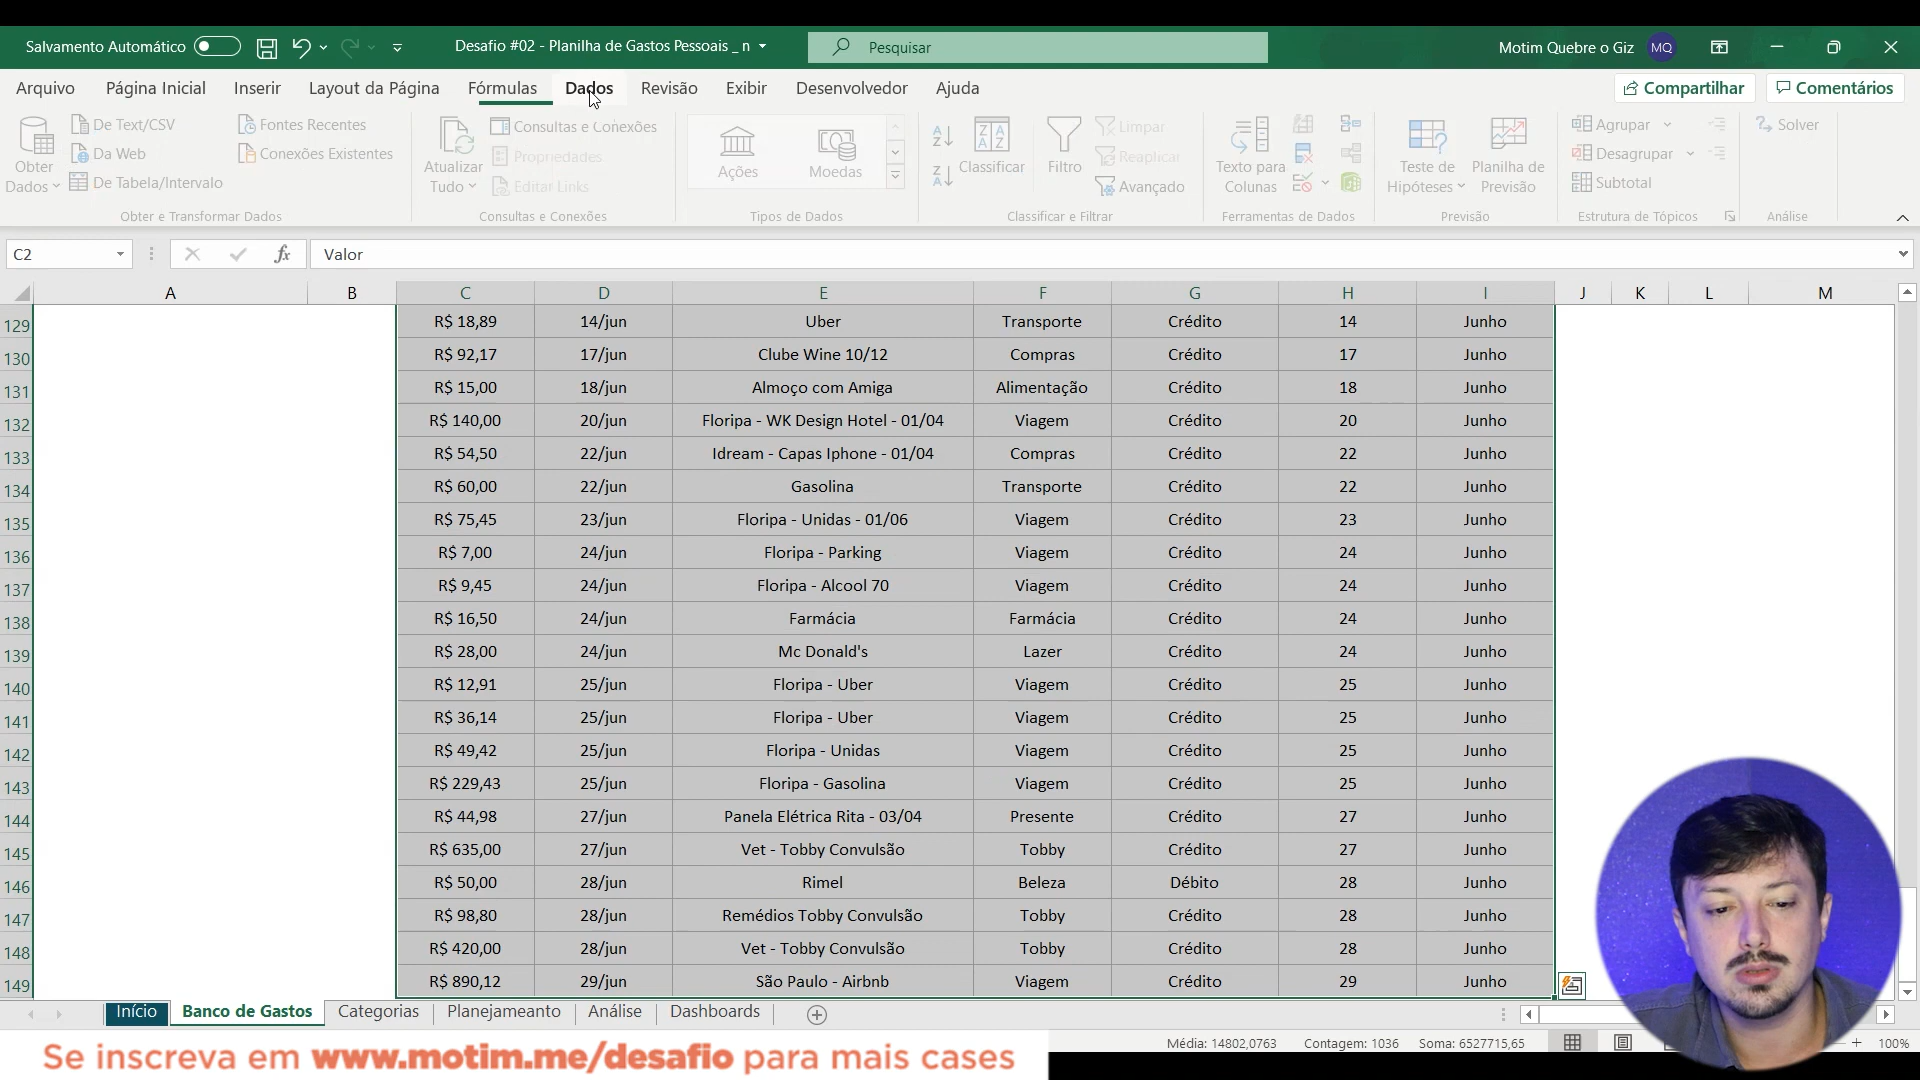 Salvamento Automático
Desafio #02 - Planilha de Gastos Pessoais _ n
Pesquisar
Motim Quebre o Giz
MQ
Arquivo
Página Inicial
Inserir
Layout da Página
Fórmulas
Dados
Revisão
Exibir
Desenvolvedor
Ajuda
Compartilhar
Comentários
Obter Dados
De Text/CSV
Da Web
De Tabela/Intervalo
Fontes Recentes
Conexões Existentes
Atualizar Tudo
Consultas e Conexões
Propriedades
Editar Links
Ações
Moedas
Classificar
Filtro
Limpar
Reaplicar
Avançado
Texto para Colunas
Teste de Hipóteses
Planilha de Previsão
Agrupar
Desagrupar
Subtotal
Solver
Obter e Transformar Dados
Consultas e Conexões
Tipos de Dados
Classificar e Filtrar
Ferramentas de Dados
Previsão
Estrutura de Tópicos
Análise
C2
fx
Valor
A B C D E F G H I J K L M
129 R$ 18,89 14/jun Uber Transporte Crédito 14 Junho
130 R$ 92,17 17/jun Clube Wine 10/12 Compras Crédito 17 Junho
131 R$ 15,00 18/jun Almoço com Amiga Alimentação Crédito 18 Junho
132 R$ 140,00 20/jun Floripa - WK Design Hotel - 01/04 Viagem Crédito 20 Junho
133 R$ 54,50 22/jun Idream - Capas Iphone - 01/04 Compras Crédito 22 Junho
134 R$ 60,00 22/jun Gasolina Transporte Crédito 22 Junho
135 R$ 75,45 23/jun Floripa - Unidas - 01/06 Viagem Crédito 23 Junho
136 R$ 7,00 24/jun Floripa - Parking Viagem Crédito 24 Junho
137 R$ 9,45 24/jun Floripa - Alcool 70 Viagem Crédito 24 Junho
138 R$ 16,50 24/jun Farmácia Farmácia Crédito 24 Junho
139 R$ 28,00 24/jun Mc Donald's Lazer Crédito 24 Junho
140 R$ 12,91 25/jun Floripa - Uber Viagem Crédito 25 Junho
141 R$ 36,14 25/jun Floripa - Uber Viagem Crédito 25 Junho
142 R$ 49,42 25/jun Floripa - Unidas Viagem Crédito 25 Junho
143 R$ 229,43 25/jun Floripa - Gasolina Viagem Crédito 25 Junho
144 R$ 44,98 27/jun Panela Elétrica Rita - 03/04 Presente Crédito 27 Junho
145 R$ 635,00 27/jun Vet - Tobby Convulsão Tobby Crédito 27 Junho
146 R$ 50,00 28/jun Rimel Beleza Débito 28 Junho
147 R$ 98,80 28/jun Remédios Tobby Convulsão Tobby Crédito 28 Junho
148 R$ 420,00 28/jun Vet - Tobby Convulsão Tobby Crédito 28 Junho
149 R$ 890,12 29/jun São Paulo - Airbnb Viagem Crédito 29 Junho
Início
Banco de Gastos
Categorias
Planejameanto
Análise
Dashboards
Média: 14802,0763
Contagem: 1036
Soma: 6527715,65
100%
Se inscreva em www.motim.me/desafio para mais cases